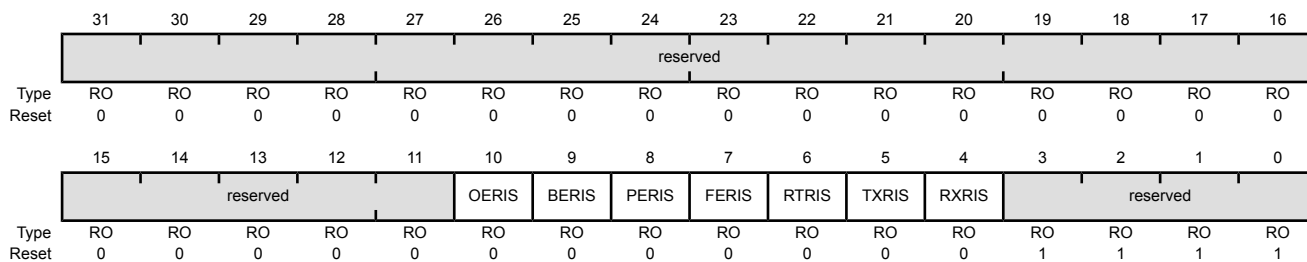 31 30 29 28 27 26 25 24 23 22 21 20 19 18 17 16
reserved
Type RO RO RO RO RO RO RO RO RO RO RO RO RO RO RO RO
Reset 0 0 0 0 0 0 0 0 0 0 0 0 0 0 0 0
15 14 13 12 11 10 9 8 7 6 5 4 3 2 1 0
reserved OERIS BERIS PERIS FERIS RTRIS TXRIS RXRIS reserved
Type RO RO RO RO RO RO RO RO RO RO RO RO RO RO RO RO
Reset 0 0 0 0 0 0 0 0 0 0 0 0 1 1 1 1